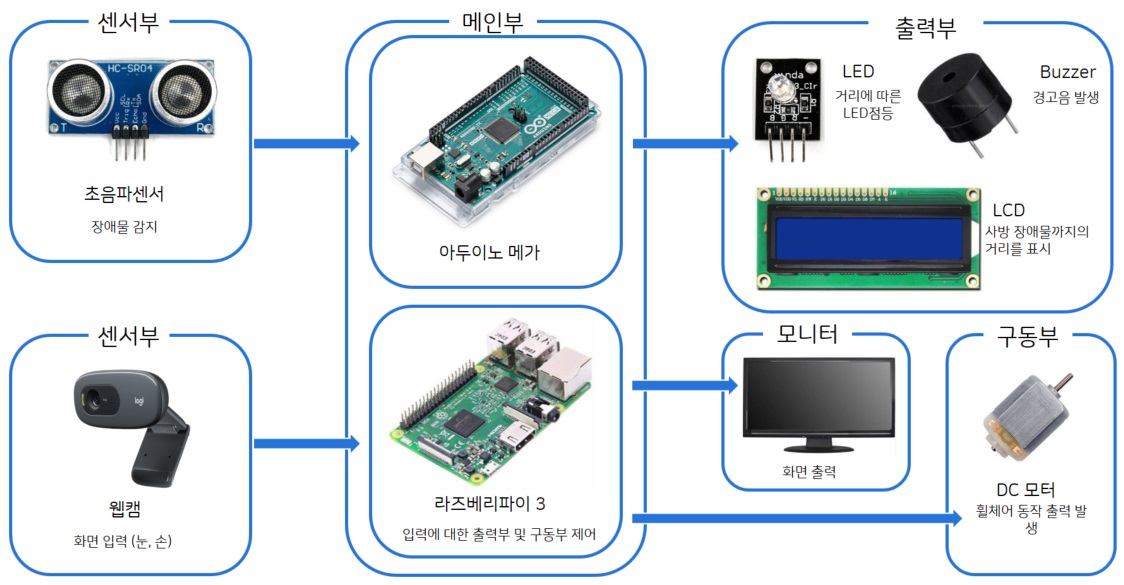 센서부
HC-SR04
Vcc
Trig
Echo
Gnd
T
R
초음파센서
장애물 감지
메인부
아두이노 메가
출력부
LED
거리에 따른
LED점등
Buzzer
경고음 발생
LCD
사방 장애물까지의
거리를 표시
센서부
logi
웹캠
화면 입력 (눈, 손)
라즈베리파이 3
입력에 대한 출력부 및 구동부 제어
모니터
화면 출력
구동부
DC 모터
휠체어 동작 출력 발
생